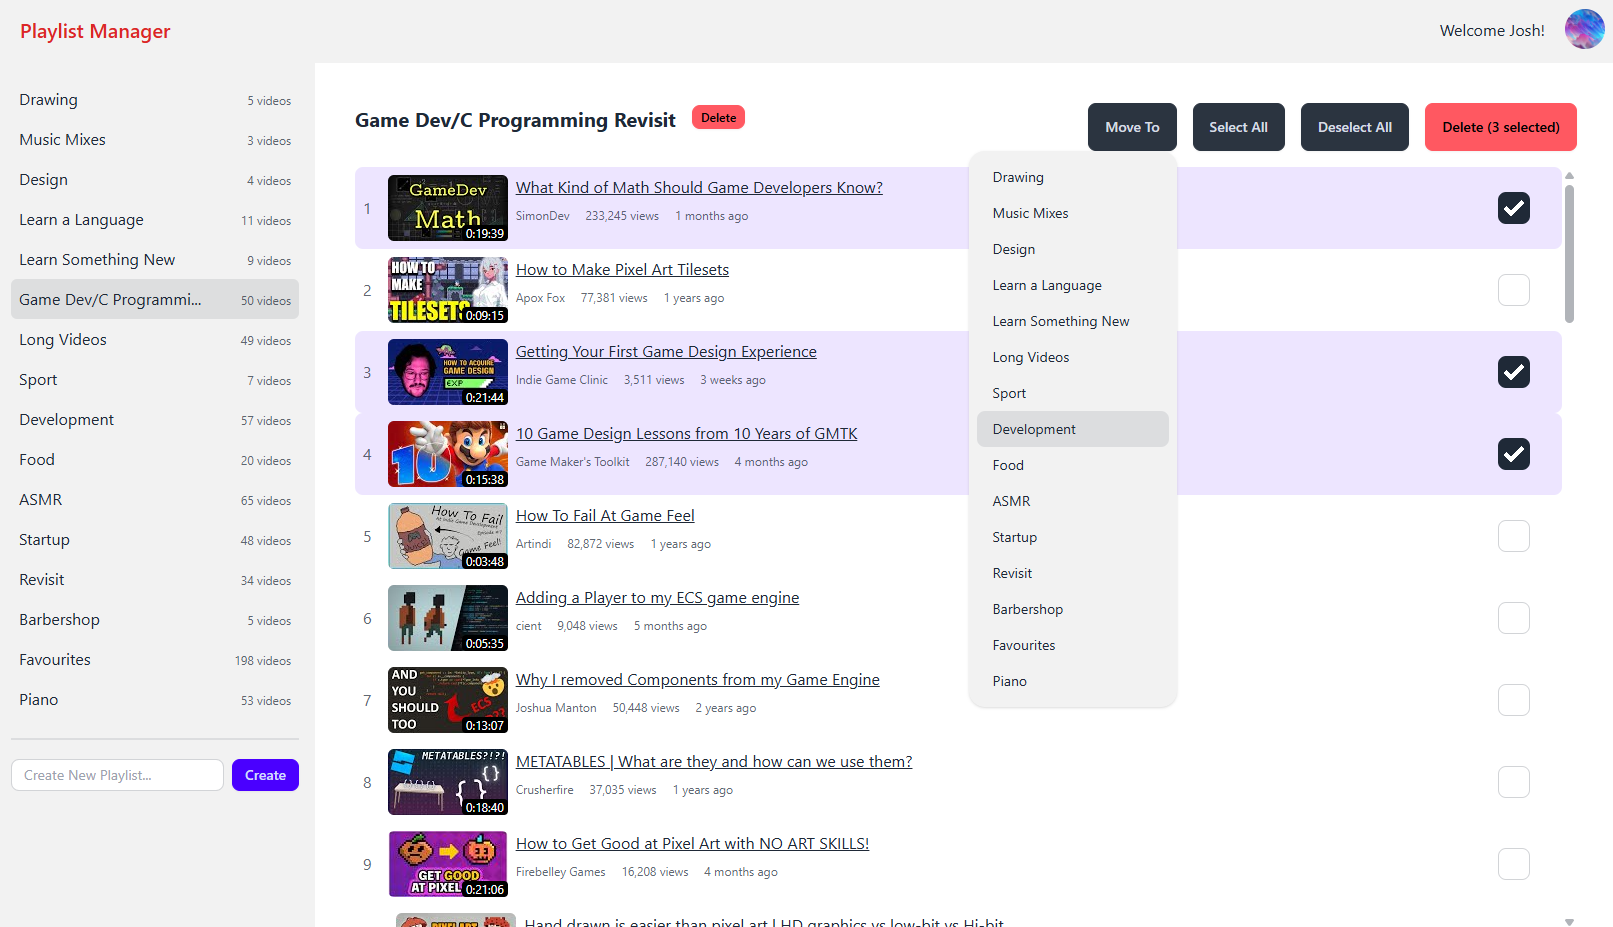 Playlist Manager
Welcome Josh!
Drawing 5 videos
Music Mixes 3 videos
Design 4 videos
Learn a Language 11 videos
Learn Something New 9 videos
Game Dev/C Programmi... 50 videos
Long Videos 49 videos
Sport 7 videos
Development 57 videos
Food 20 videos
ASMR 65 videos
Startup 48 videos
Revisit 34 videos
Barbershop 5 videos
Favourites 198 videos
Piano 53 videos
Create New Playlist...
Create
Game Dev/C Programming Revisit
Delete
Move To
Select All
Deselect All
Delete (3 selected)
Drawing
Music Mixes
Design
Learn a Language
Learn Something New
Long Videos
Sport
Development
Food
ASMR
Startup
Revisit
Barbershop
Favourites
Piano
1
GameDev
Math
0:19:39
What Kind of Math Should Game Developers Know?
SimonDev 233,245 views 1 months ago
2
HOW TO
MAKE
TILESETS
0:09:15
How to Make Pixel Art Tilesets
Apox Fox 77,381 views 1 years ago
3
HOW TO ACQUIRE
GAME DESIGN
EXP
0:21:44
Getting Your First Game Design Experience
Indie Game Clinic 3,511 views 3 weeks ago
4
10
0:15:38
10 Game Design Lessons from 10 Years of GMTK
Game Maker's Toolkit 287,140 views 4 months ago
5
How To Fail
At Indie Game Development
Game Feel!
0:03:48
How To Fail At Game Feel
Artindi 82,872 views 1 years ago
6
0:05:35
Adding a Player to my ECS game engine
cient 9,048 views 5 months ago
7
AND
YOU
SHOULD
TOO
ECS
0:13:07
Why I removed Components from my Game Engine
Joshua Manton 50,448 views 2 years ago
8
METATABLES?!?!
{}
{}
0:18:40
METATABLES | What are they and how can we use them?
Crusherfire 37,035 views 1 years ago
9
GET GOOD
AT PIXEL
0:21:06
How to Get Good at Pixel Art with NO ART SKILLS!
Firebelley Games 16,208 views 4 months ago
Hand drawn is easier than pixel art | HD graphics vs low-bit vs Hi-bit